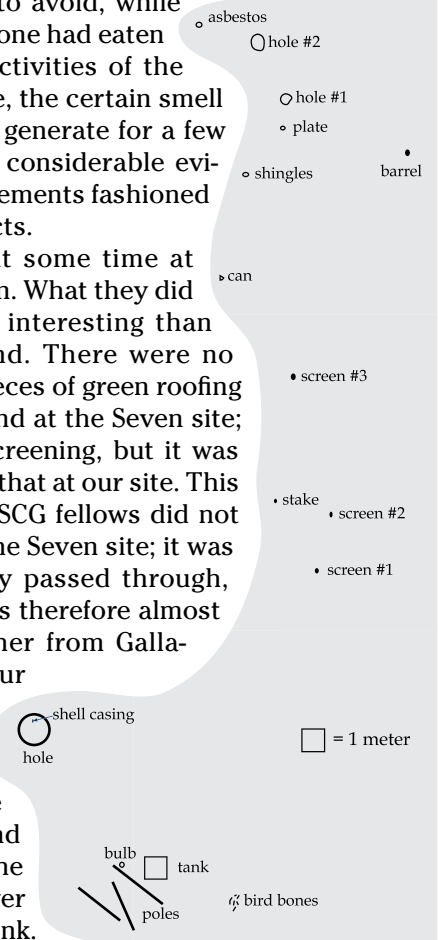 to avoid, while
one had eaten
ctivities of the
e, the certain smell
generate for a few
considerable evi-
ements fashioned
cts.
t some time at
n. What they did
interesting than
nd. There were no
eces of green roofing
nd at the Seven site;
creening, but it was
that at our site. This
SCG fellows did not
he Seven site; it was
y passed through,
s therefore almost
her from Galla-
ur
e
nd
he
er
nk.
asbestos
hole #2
hole #1
plate
barrel
shingles
can
screen #3
stake
screen #2
screen #1
shell casing
hole
= 1 meter
bulb
tank
poles
bird bones